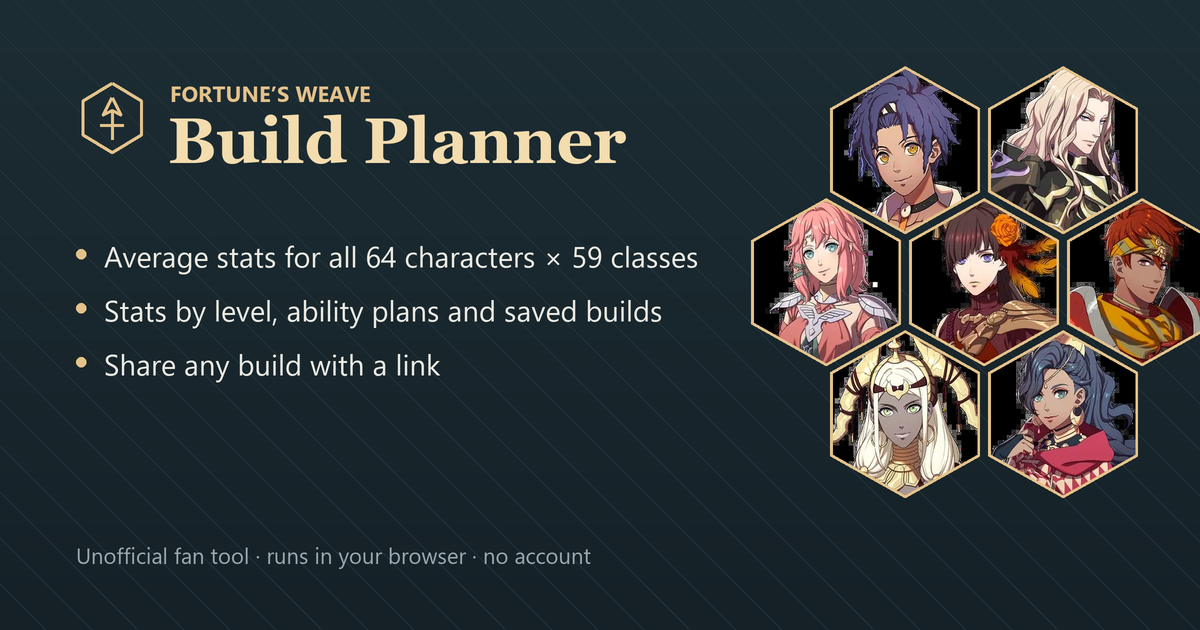 FORTUNE’S WEAVE
Build Planner
• Average stats for all 64 characters × 59 classes
• Stats by level, ability plans and saved builds
• Share any build with a link
Unofficial fan tool · runs in your browser · no account